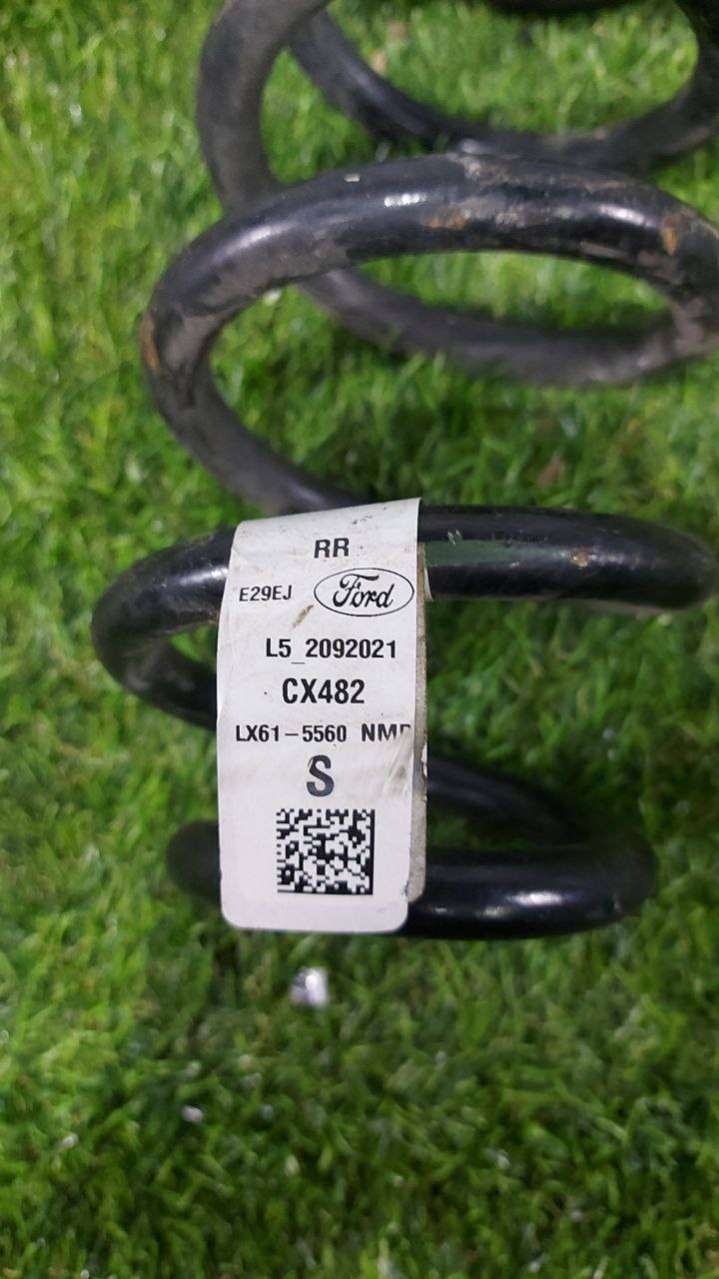 RR
E29EJ Ford
L5_2092021
CX482
LX61-5560
S